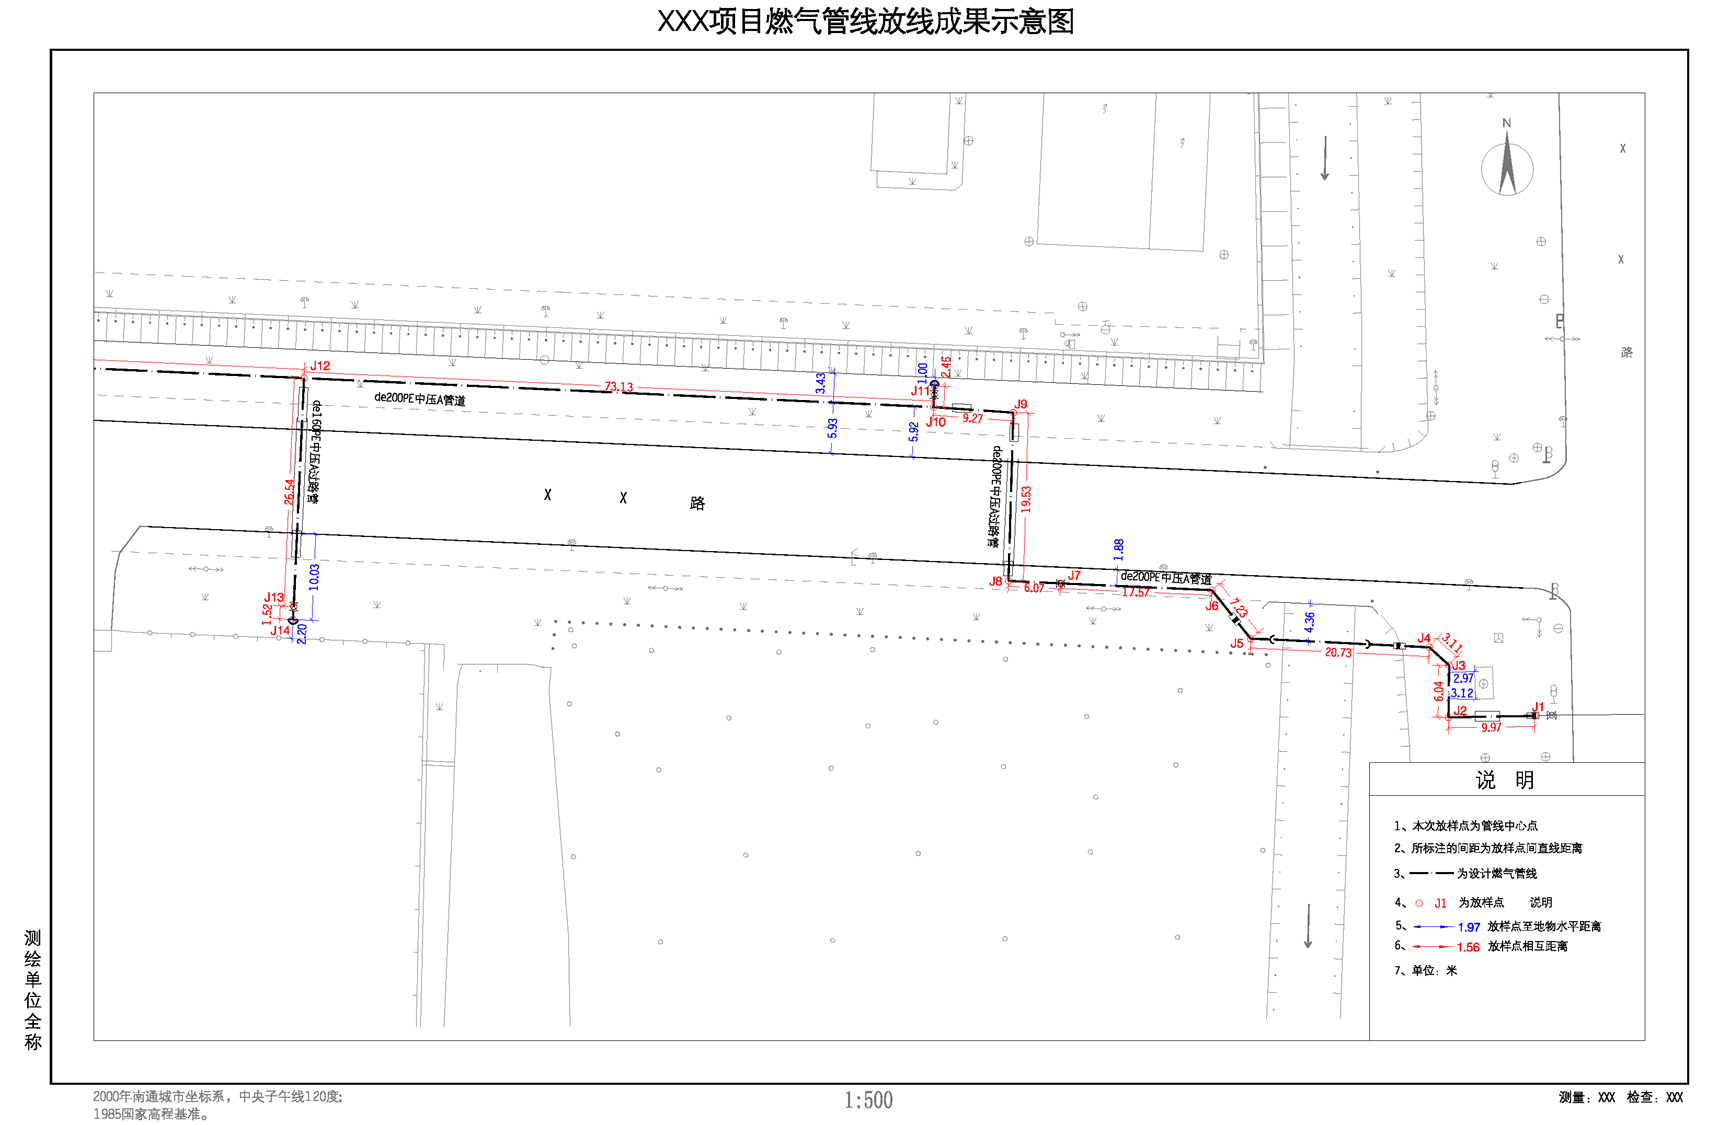 XXX项目燃气管线放线成果示意图
N
X
X
路
J12
73.13
de200PE中压A管道
de160PE中压A过路管
26.54
10.03
J13
1.52
J14
2.20
3.43
5.93
5.92
1.00
2.45
J11
J10
9.27
J9
19.53
de200PE中压A过路管
X X 路
J8
6.07
J7
1.88
de200PE中压A管道
17.57
J6
7.23
J5
4.36
20.73
J4
3.11
J3
2.97
3.12
6.04
J2
J1
9.97
说 明
1、本次放样点为管线中心点
2、所标注的间距为放样点间直线距离
3、 为设计燃气管线
4、 J1 为放样点 说明
5、 1.97 放样点至地物水平距离
6、 1.56 放样点相互距离
7、单位：米
测绘单位全称
2000年南通城市坐标系，中央子午线120度;
1985国家高程基准。
1:500
测量：XXX 检查：XXX